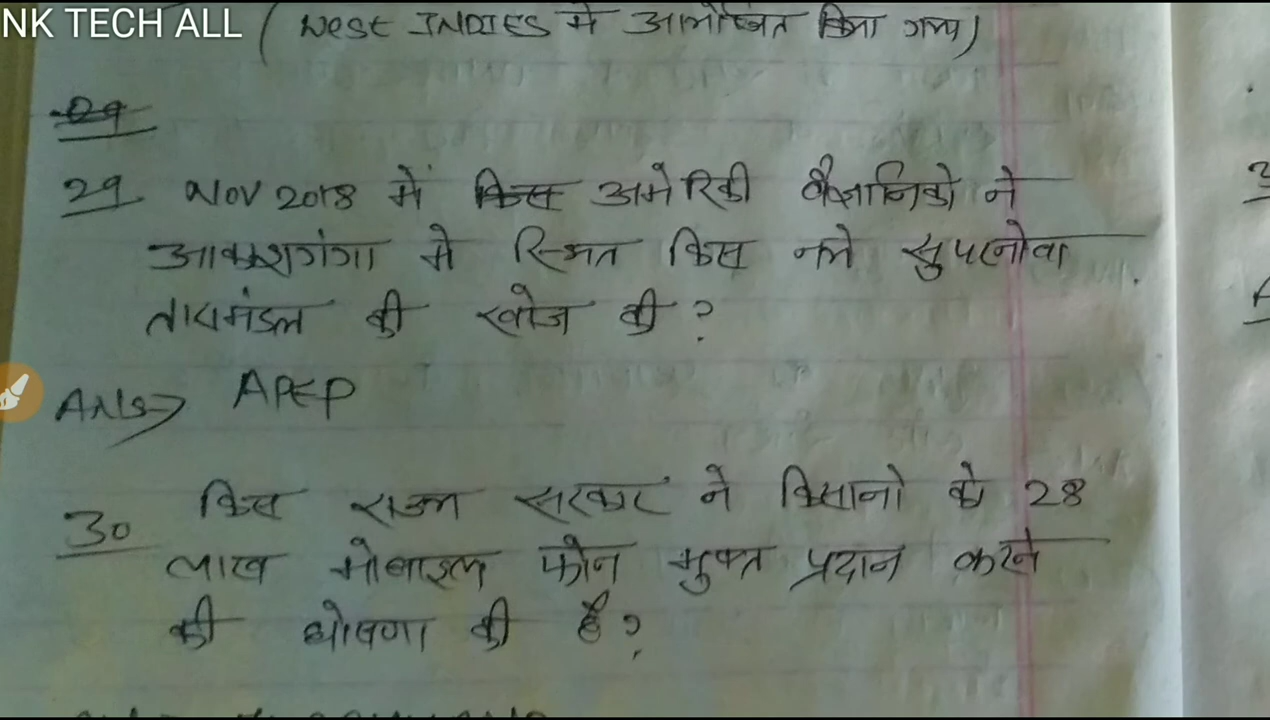 NK TECH ALL
(West INDIES में आयोजित किया गया)
29 Nov 2018 में अमेरिकी वैज्ञानिको ने
आकाशगंगा मे स्थित किस नये सुपरनोवा
तारामंडल की खोज की ?
ANS→ APEP
30 किस राज्य सरकार ने किसानो को 28
लाख मोबाइल फोन मुफ्त प्रदान करने
की घोषणा की है ?